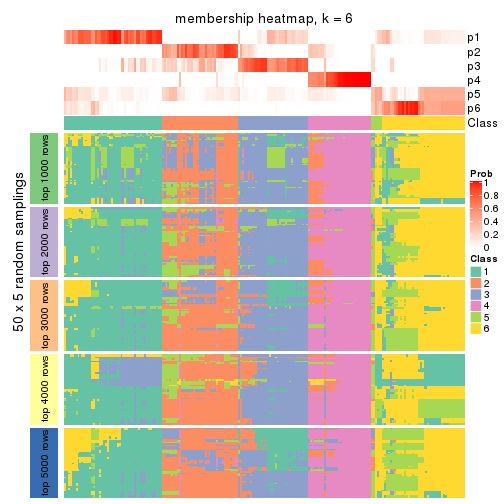 membership heatmap, k = 6
p1
p2
p3
p4
p5
p6
Class
50 x 5 random samplings
top 1000 rows
top 2000 rows
top 3000 rows
top 4000 rows
top 5000 rows
Prob
1
0.8
0.6
0.4
0.2
0
Class
1
2
3
4
5
6